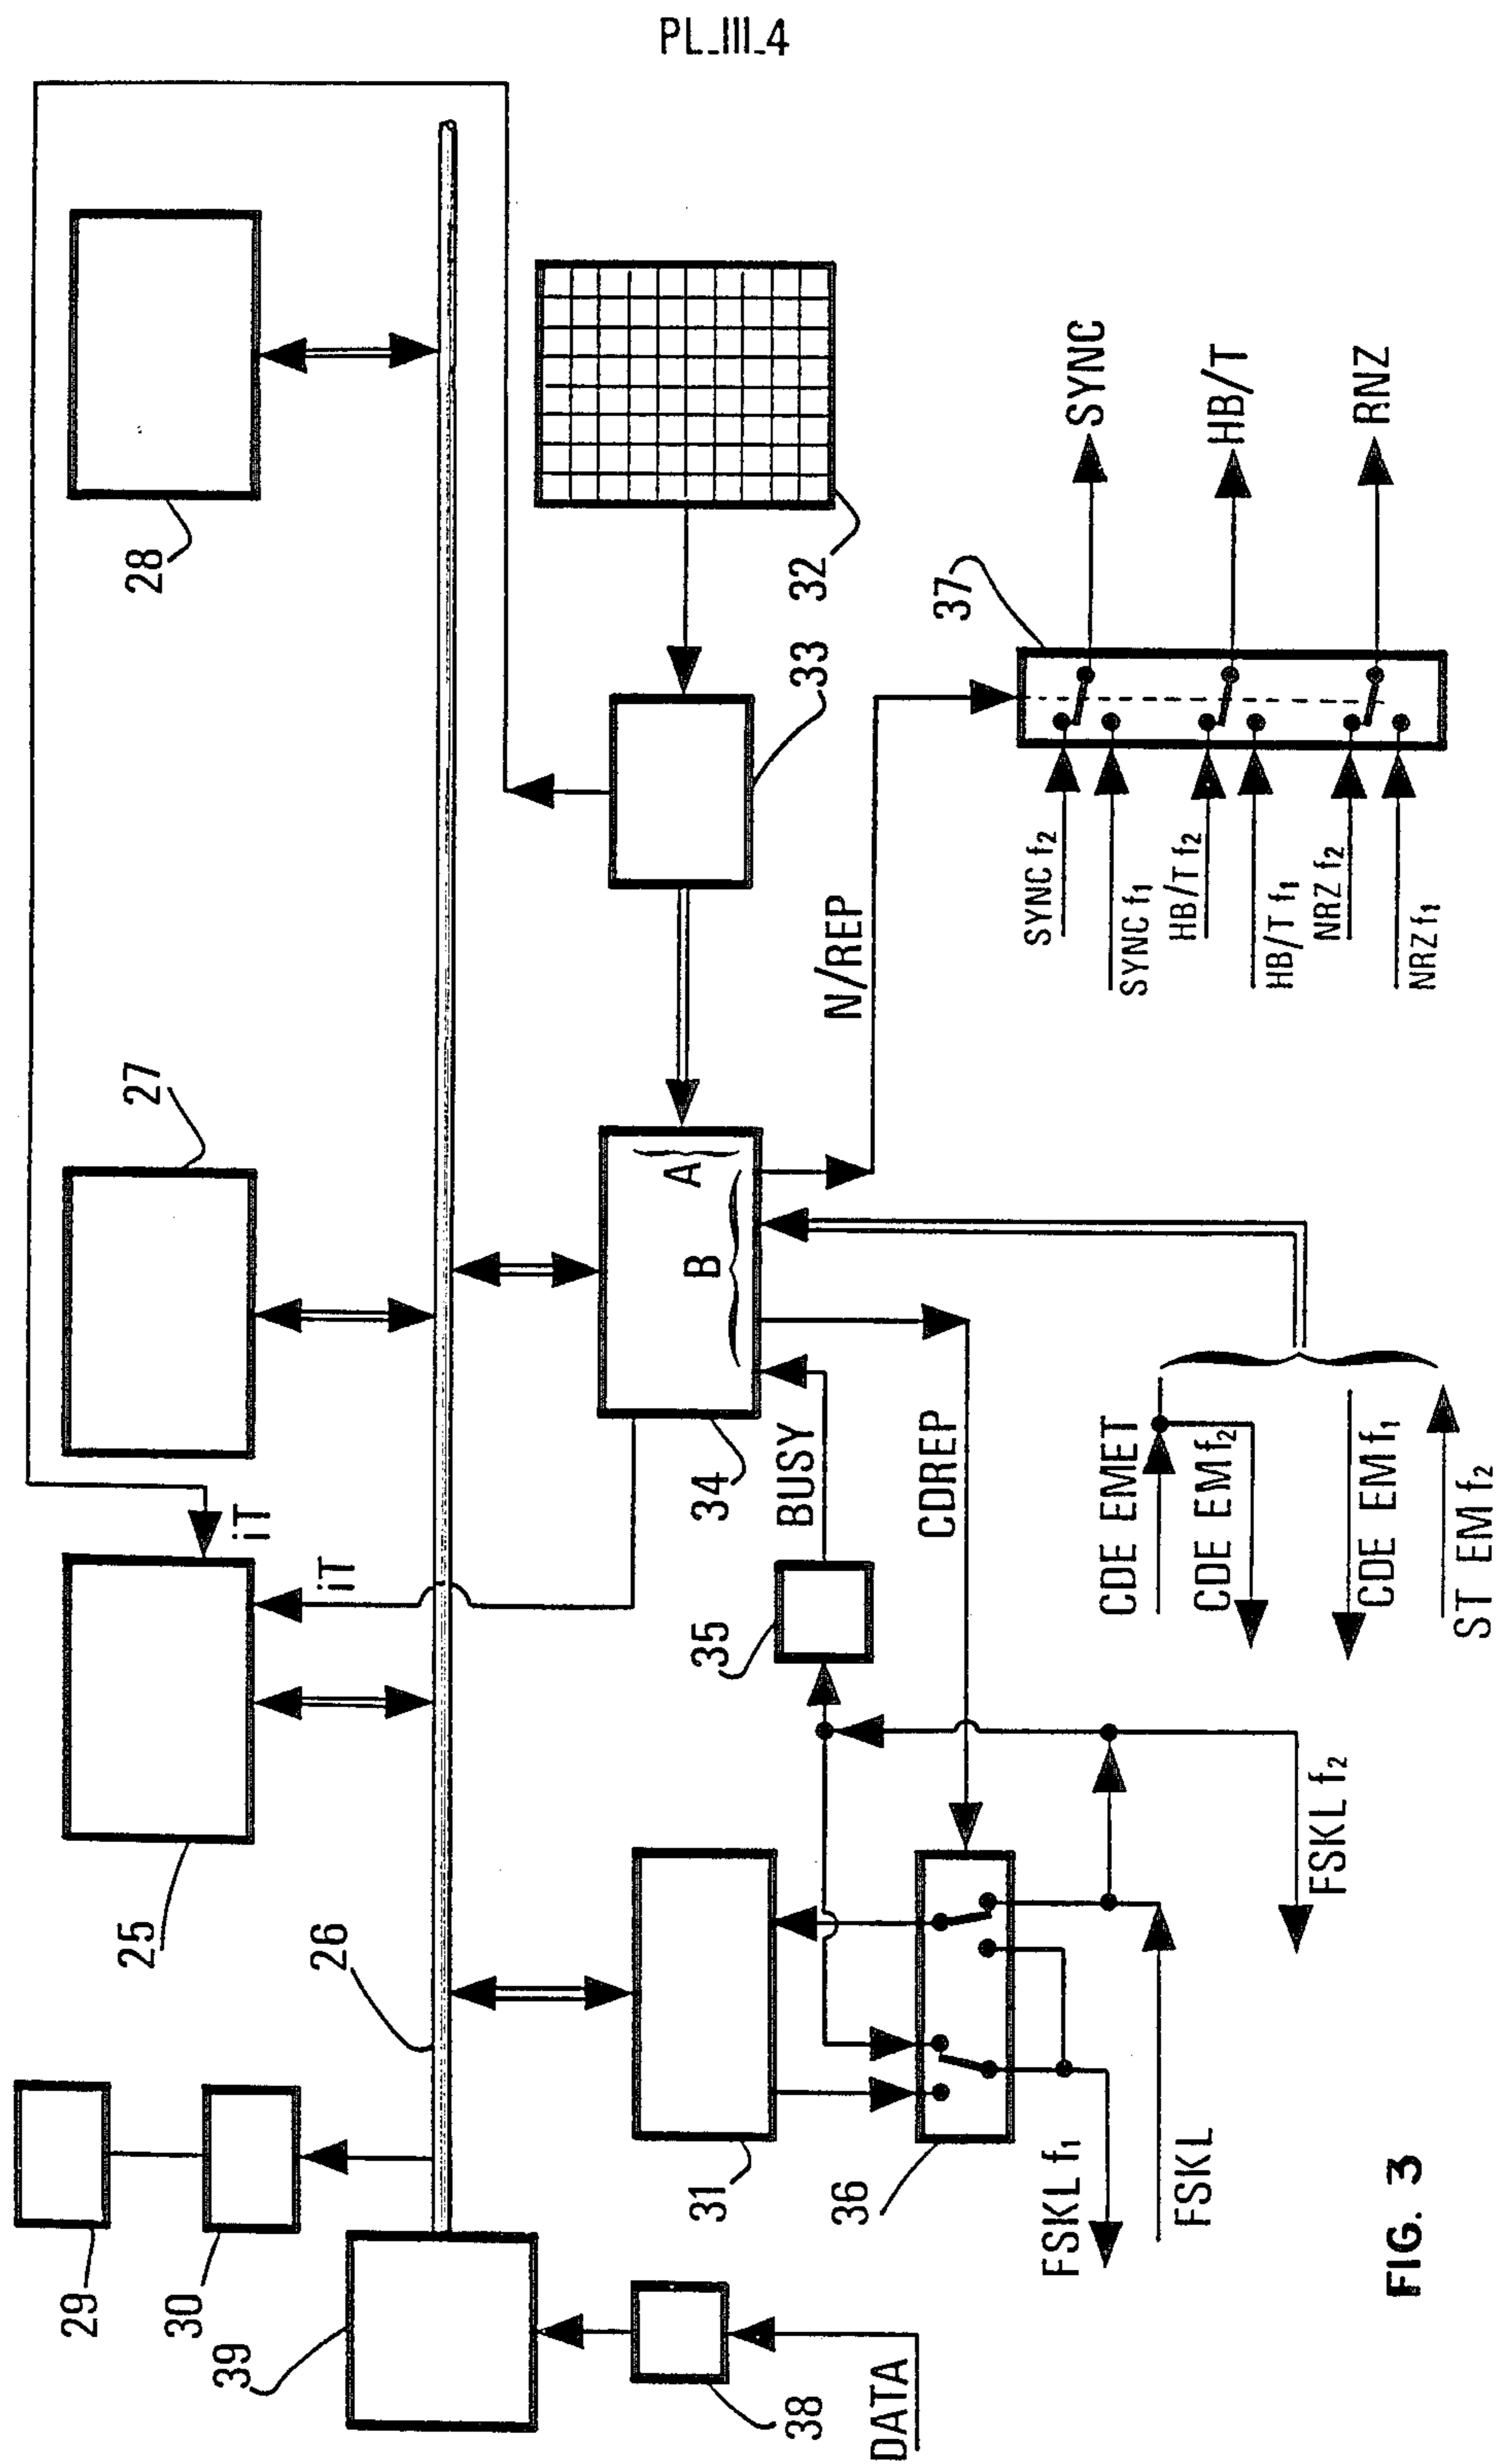 PL_III_4
28
27
25
26
29
30
39
38
DATA
iT
iT
32
33
34
A
B
35
31
36
37
N/REP
BUSY
CDREP
SYNC f2
SYNC f1
HB/T f2
HB/T f1
NRZ f2
NRZ f1
SYNC
HB/T
RNZ
CDE EMET
CDE EM f2
CDE EM f1
ST EM f2
FSKL f1
FSKL
FSKL f2
FIG. 3